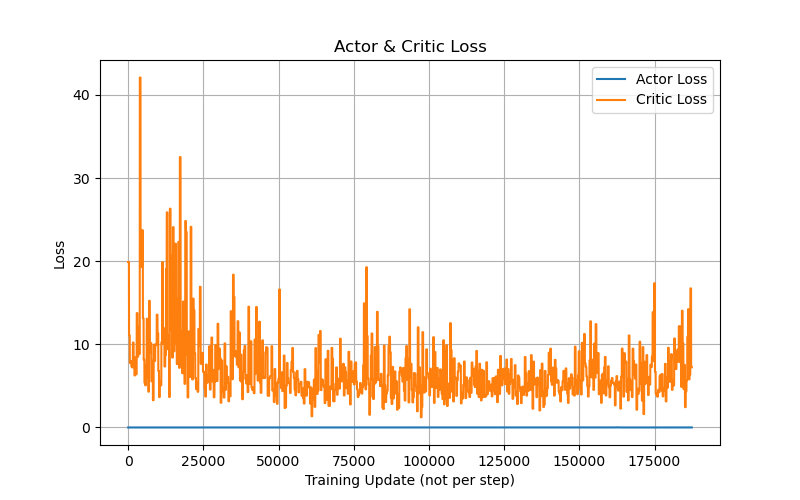 Actor & Critic Loss
Actor Loss
Critic Loss
40
30
20
10
0
Loss
0 25000 50000 75000 100000 125000 150000 175000
Training Update (not per step)